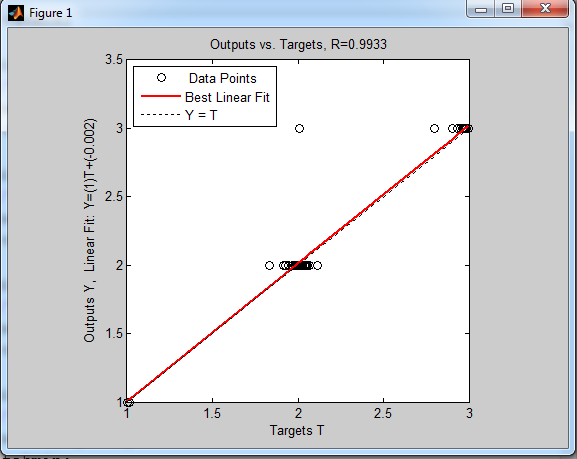 Figure 1
Outputs vs. Targets, R=0.9933
Data Points
Best Linear Fit
Y = T
Outputs Y,  Linear Fit: Y=(1)T+(-0.002)
3.5
3
2.5
2
1.5
1
1
1.5
2
2.5
3
Targets T